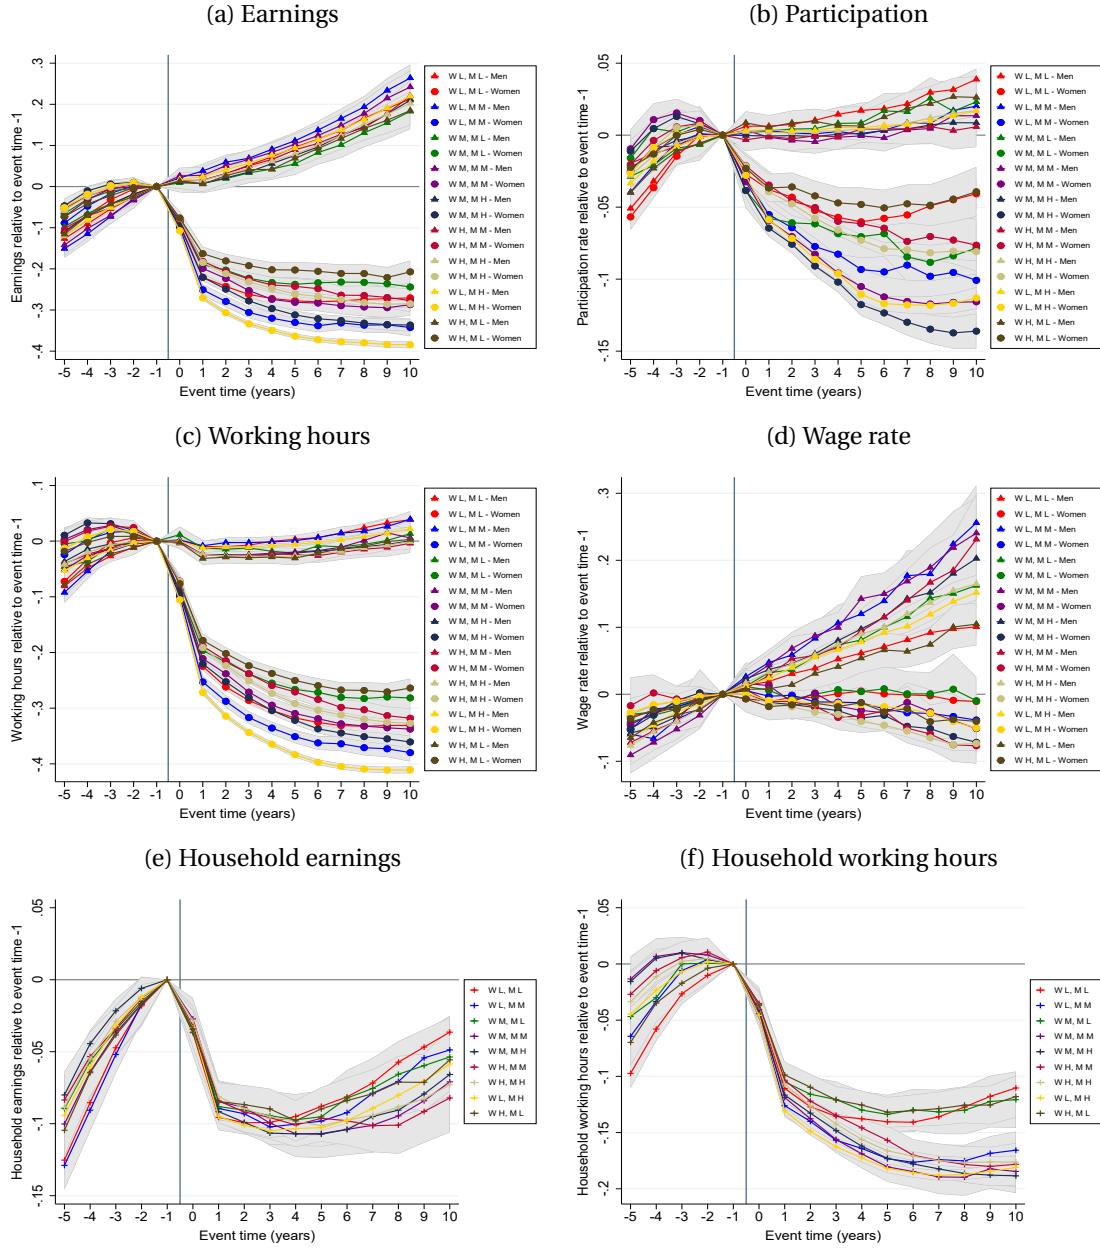 (a) Earnings
Earnings relative to event time -1
.3
.2
.1
0
-.1
-.2
-.3
-.4
-5 -4 -3 -2 -1 0 1 2 3 4 5 6 7 8 9 10
Event time (years)
W L, M L - Men
W L, M L - Women
W L, M M - Men
W L, M M - Women
W M, M L - Men
W M, M L - Women
W M, M M - Men
W M, M M - Women
W M, M H - Men
W M, M H - Women
W H, M M - Men
W H, M M - Women
W H, M H - Men
W H, M H - Women
W L, M H - Men
W L, M H - Women
W H, M L - Men
W H, M L - Women
(b) Participation
Participation rate relative to event time -1
.05
0
-.05
-.1
-.15
-5 -4 -3 -2 -1 0 1 2 3 4 5 6 7 8 9 10
Event time (years)
W L, M L - Men
W L, M L - Women
W L, M M - Men
W L, M M - Women
W M, M L - Men
W M, M L - Women
W M, M M - Men
W M, M M - Women
W M, M H - Men
W M, M H - Women
W H, M M - Men
W H, M M - Women
W H, M H - Men
W H, M H - Women
W L, M H - Men
W L, M H - Women
W H, M L - Men
W H, M L - Women
(c) Working hours
Working hours relative to event time -1
.1
0
-.1
-.2
-.3
-.4
-5 -4 -3 -2 -1 0 1 2 3 4 5 6 7 8 9 10
Event time (years)
W L, M L - Men
W L, M L - Women
W L, M M - Men
W L, M M - Women
W M, M L - Men
W M, M L - Women
W M, M M - Men
W M, M M - Women
W M, M H - Men
W M, M H - Women
W H, M M - Men
W H, M M - Women
W H, M H - Men
W H, M H - Women
W L, M H - Men
W L, M H - Women
W H, M L - Men
W H, M L - Women
(d) Wage rate
Wage rate relative to event time -1
.3
.2
.1
0
-.1
-5 -4 -3 -2 -1 0 1 2 3 4 5 6 7 8 9 10
Event time (years)
W L, M L - Men
W L, M L - Women
W L, M M - Men
W L, M M - Women
W M, M L - Men
W M, M L - Women
W M, M M - Men
W M, M M - Women
W M, M H - Men
W M, M H - Women
W H, M M - Men
W H, M M - Women
W H, M H - Men
W H, M H - Women
W L, M H - Men
W L, M H - Women
W H, M L - Men
W H, M L - Women
(e) Household earnings
Household earnings relative to event time -1
.05
0
-.05
-.1
-.15
-5 -4 -3 -2 -1 0 1 2 3 4 5 6 7 8 9 10
Event time (years)
W L, M L
W L, M M
W M, M L
W M, M M
W M, M H
W H, M M
W H, M H
W L, M H
W H, M L
(f) Household working hours
Household working hours relative to event time -1
.05
0
-.05
-.1
-.15
-.2
-5 -4 -3 -2 -1 0 1 2 3 4 5 6 7 8 9 10
Event time (years)
W L, M L
W L, M M
W M, M L
W M, M M
W M, M H
W H, M M
W H, M H
W L, M H
W H, M L